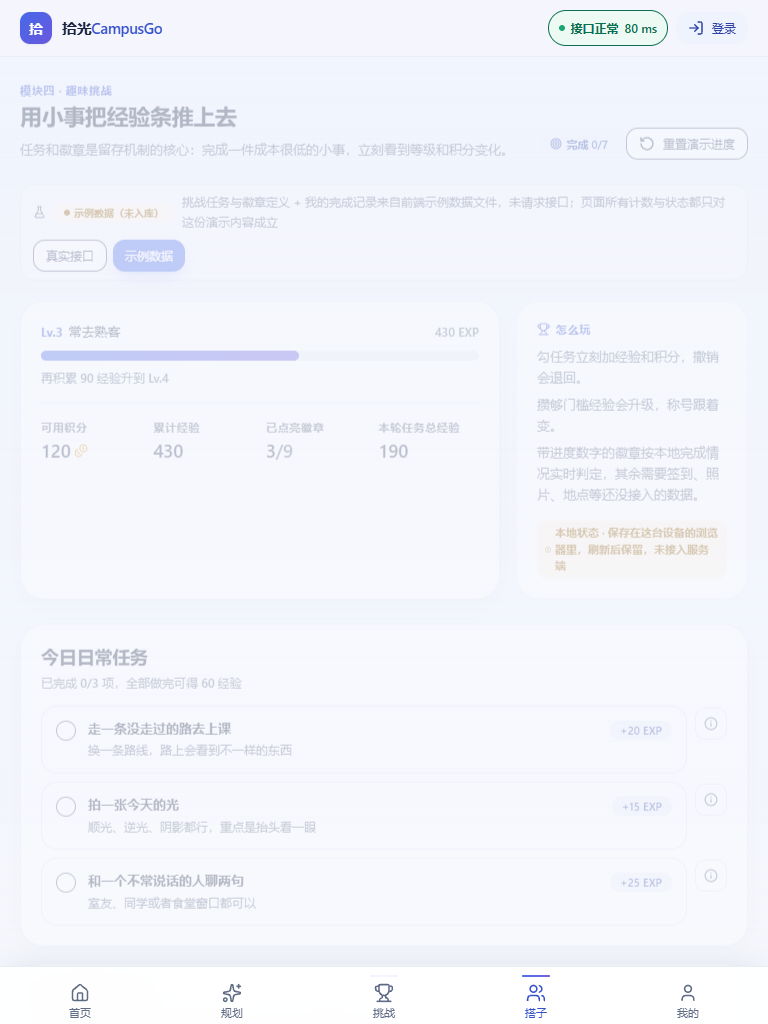 拾 拾光CampusGo
接口正常 80 ms
登录
模块四 · 趣味挑战
用小事把经验条推上去
任务和徽章是留存机制的核心：完成一件成本很低的小事，立刻看到等级和积分变化。
完成 0/7
重置演示进度
示例数据（未入库）
挑战任务与徽章定义 + 我的完成记录来自前端示例数据文件，未请求接口；页面所有计数与状态都只对
这份演示内容成立
真实接口
示例数据
Lv.3 常去熟客
430 EXP
再积累 90 经验升到 Lv.4
可用积分
120
累计经验
430
已点亮徽章
3/9
本轮任务总经验
190
怎么玩
勾任务立刻加经验和积分，撤销
会退回。
攒够门槛经验会升级，称号跟着
变。
带进度数字的徽章按本地完成情
况实时判定，其余需要签到、照
片、地点等还没接入的数据。
本地状态 · 保存在这台设备的浏览
器里，刷新后保留，未接入服务
端
今日日常任务
已完成 0/3 项，全部做完可得 60 经验
走一条没走过的路去上课
换一条路线，路上会看到不一样的东西
+20 EXP
拍一张今天的光
顺光、逆光、阴影都行，重点是抬头看一眼
+15 EXP
和一个不常说话的人聊两句
室友、同学或者食堂窗口都可以
+25 EXP
首页
规划
挑战
搭子
我的